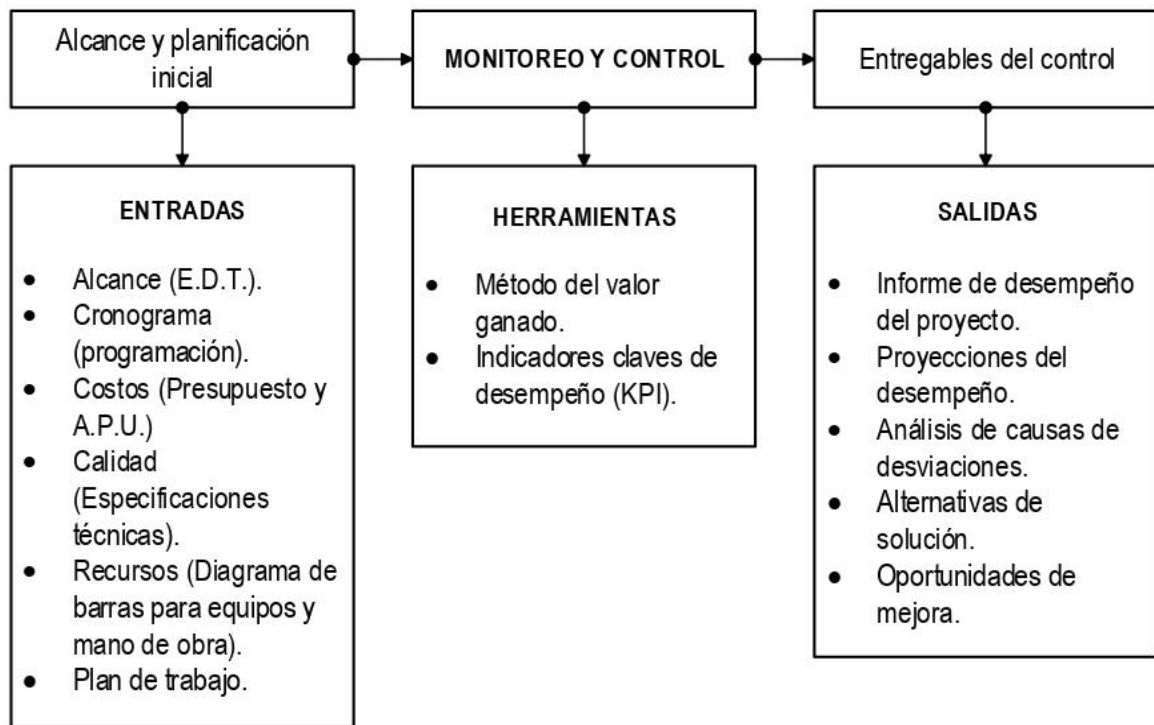 Alcance y planificación
inicial
MONITOREO Y CONTROL
Entregables del control
ENTRADAS
• Alcance (E.D.T.).
• Cronograma
(programación).
• Costos (Presupuesto y
A.P.U.)
• Calidad
(Especificaciones
técnicas).
• Recursos (Diagrama de
barras para equipos y
mano de obra).
• Plan de trabajo.
HERRAMIENTAS
• Método del valor
ganado.
• Indicadores claves de
desempeño (KPI).
SALIDAS
• Informe de desempeño
del proyecto.
• Proyecciones del
desempeño.
• Análisis de causas de
desviaciones.
• Alternativas de
solución.
• Oportunidades de
mejora.